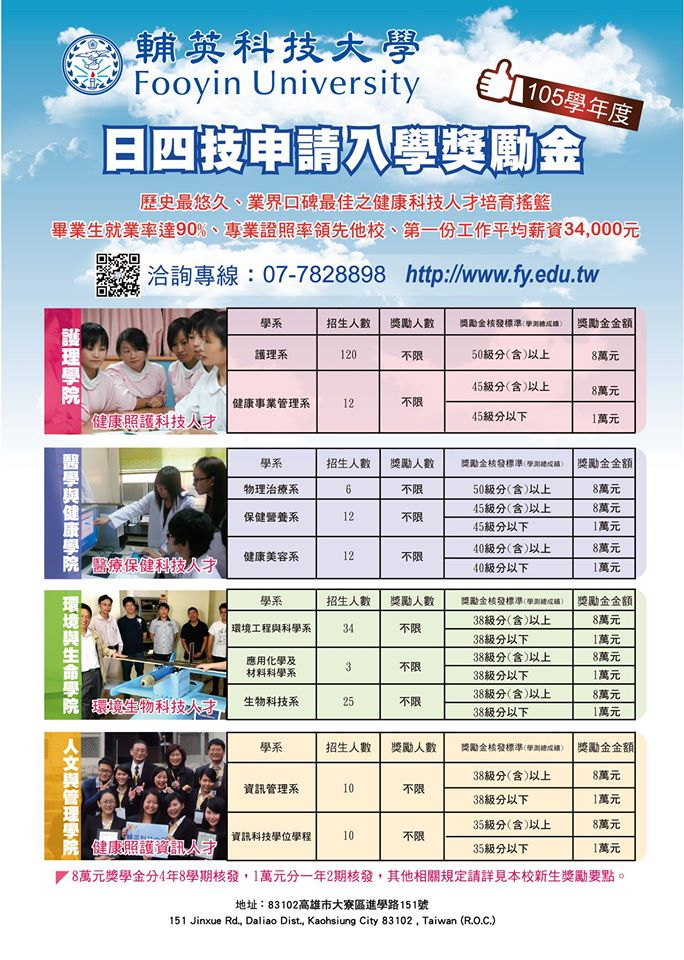 輔英科技大學
Fooyin University
105學年度
日四技申請入學獎勵金
歷史最悠久、業界口碑最佳之健康科技人才培育搖籃
畢業生就業率達90%、專業證照率領先他校、第一份工作平均薪資34,000元
洽詢專線：07-7828898 http://www.fy.edu.tw
護理學院
健康照護科技人才
學系 招生人數 獎勵人數 獎勵金核發標準(學測總成績) 獎勵金金額
護理系 120 不限 50級分(含)以上 8萬元
健康事業管理系 12 不限 45級分(含)以上 8萬元
45級分以下 1萬元
醫學與健康學院
醫療保健科技人才
學系 招生人數 獎勵人數 獎勵金核發標準(學測總成績) 獎勵金金額
物理治療系 6 不限 50級分(含)以上 8萬元
保健營養系 12 不限 45級分(含)以上 8萬元
45級分以下 1萬元
健康美容系 12 不限 40級分(含)以上 8萬元
40級分以下 1萬元
環境與生命學院
環境生物科技人才
學系 招生人數 獎勵人數 獎勵金核發標準(學測總成績) 獎勵金金額
環境工程與科學系 34 不限 38級分(含)以上 8萬元
38級分以下 1萬元
應用化學及
材料科學系 3 不限 38級分(含)以上 8萬元
38級分以下 1萬元
生物科技系 25 不限 38級分(含)以上 8萬元
38級分以下 1萬元
人文與管理學院
健康照護資訊人才
學系 招生人數 獎勵人數 獎勵金核發標準(學測總成績) 獎勵金金額
資訊管理系 10 不限 38級分(含)以上 8萬元
38級分以下 1萬元
資訊科技學位學程 10 不限 35級分(含)以上 8萬元
35級分以下 1萬元
8萬元獎學金分4年8學期核發，1萬元分一年2期核發，其他相關規定請詳見本校新生獎勵要點。
地址：83102高雄市大寮區進學路151號
151 Jinxue Rd., Daliao Dist., Kaohsiung City 83102 , Taiwan (R.O.C.)